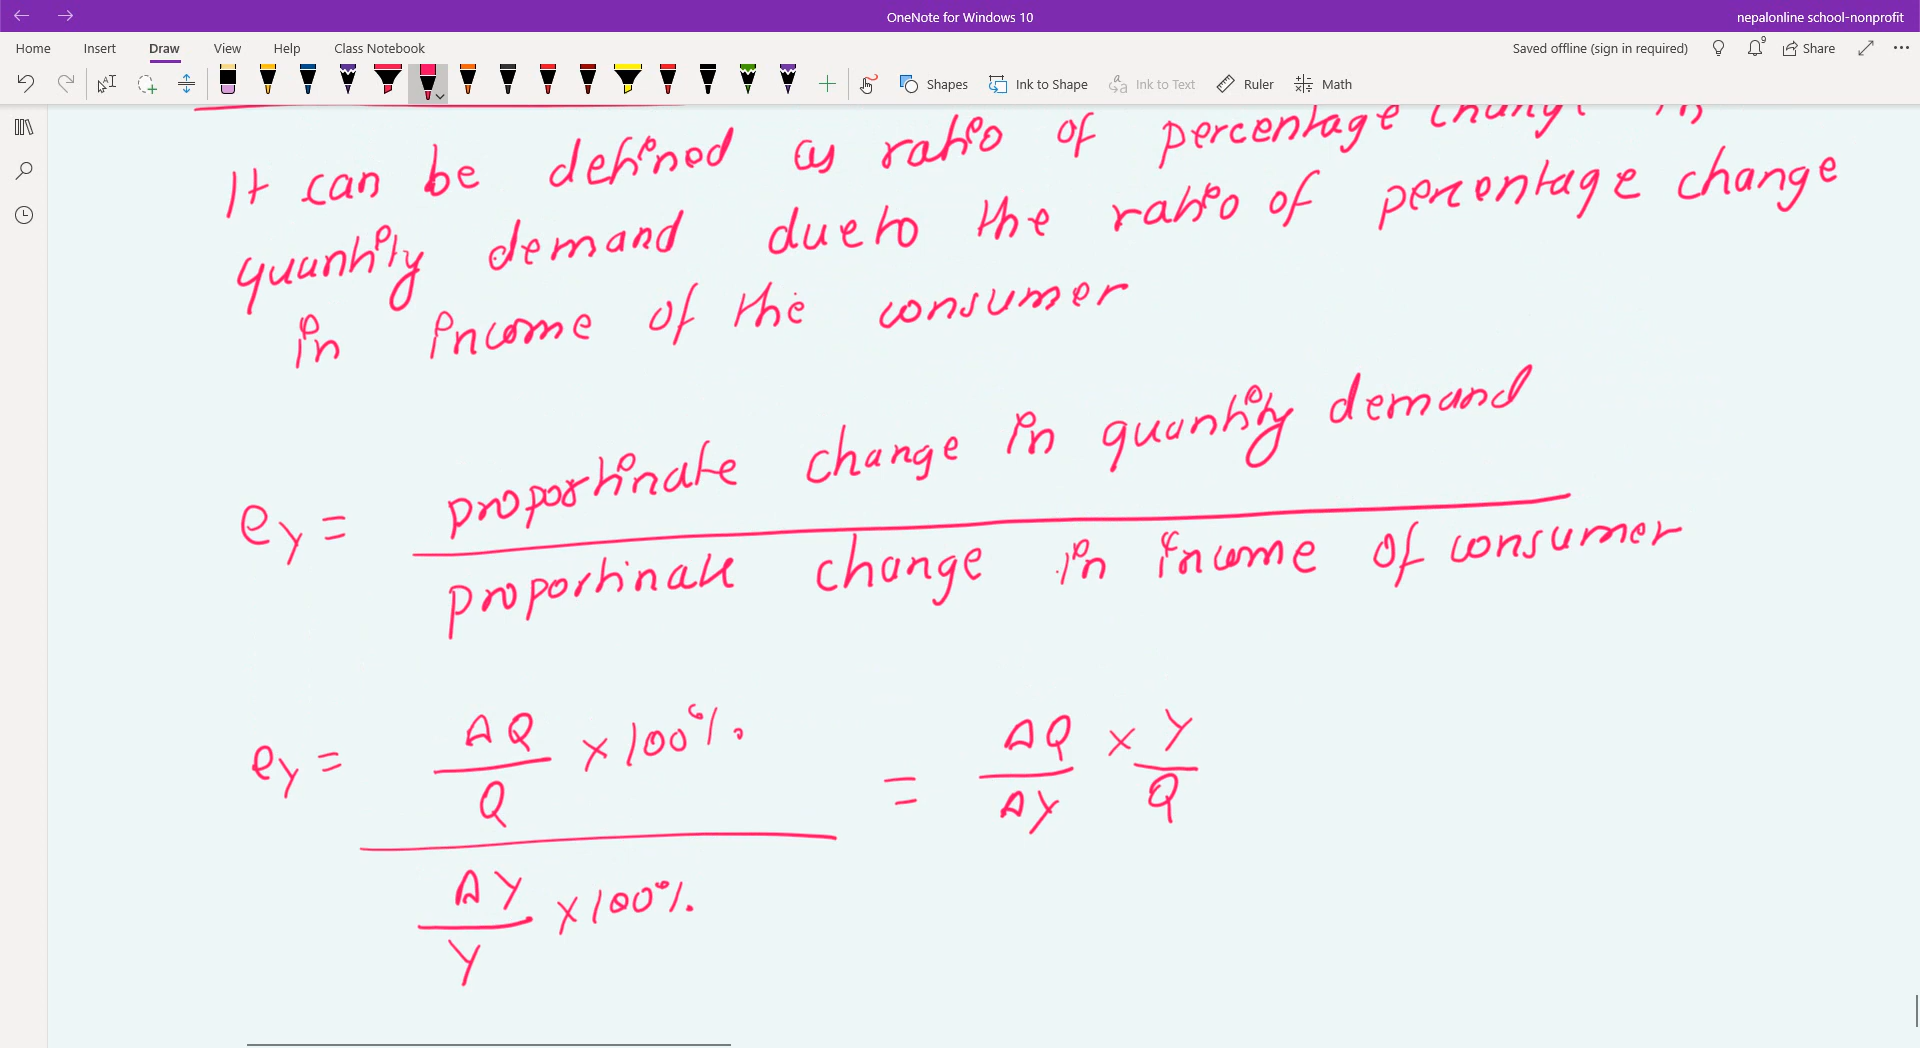 OneNote for Windows 10
nepalonline school-nonprofit
Home Insert Draw View Help Class Notebook
Saved offline (sign in required)
9
Share
Shapes Ink to Shape Ink to Text Ruler Math
It can be defined as ratio of percentage change in
quantity demand due to the ratio of percentage change
in income of the consumer
proportinate change in quantity demand
eY =
proportinate change in income of consumer
ΔQ × 100% ΔQ × Y
eY = Q = ΔY Q
ΔY × 100%
Y